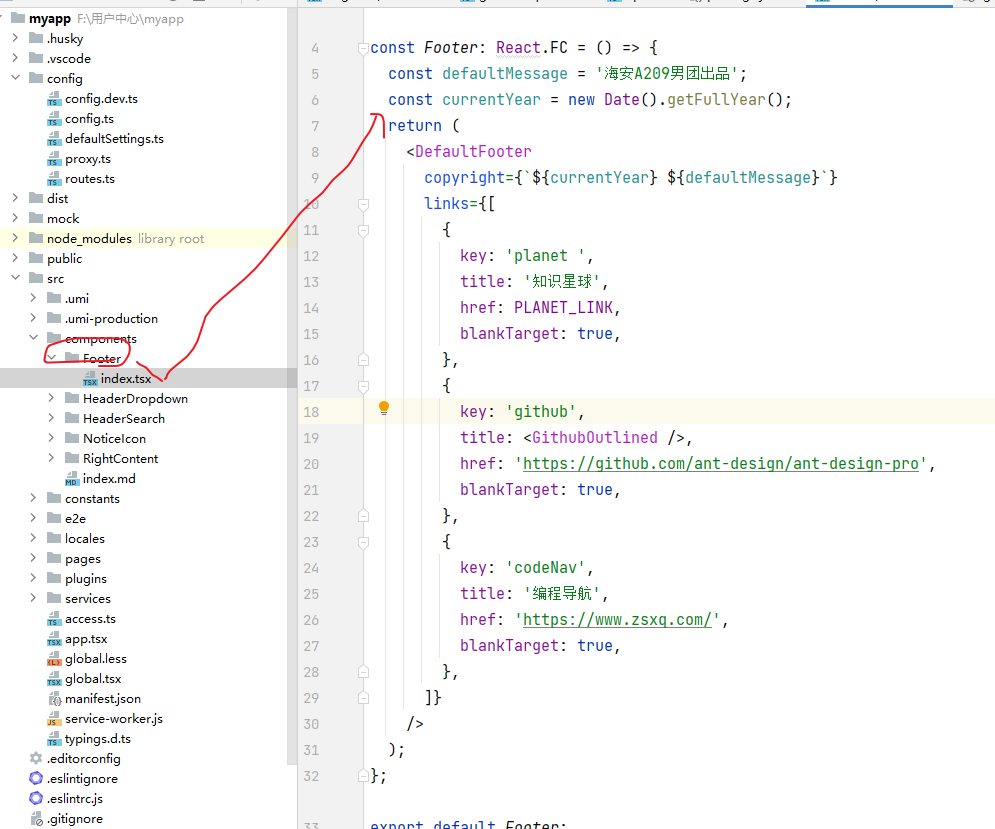 myapp F:\用户中心\myapp
.husky
.vscode
config
config.dev.ts
config.ts
defaultSettings.ts
proxy.ts
routes.ts
dist
mock
node_modules library root
public
src
.umi
.umi-production
components
Footer
index.tsx
HeaderDropdown
HeaderSearch
NoticeIcon
RightContent
index.md
constants
e2e
locales
pages
plugins
services
access.ts
app.tsx
global.less
global.tsx
manifest.json
service-worker.js
typings.d.ts
.editorconfig
.eslintignore
.eslintrc.js
.gitignore
4 const Footer: React.FC = () => {
5 const defaultMessage = '海安A209男团出品';
6 const currentYear = new Date().getFullYear();
7 return (
8 <DefaultFooter
9 copyright={`${currentYear} ${defaultMessage}`}
10 links={[
11 {
12 key: 'planet ',
13 title: '知识星球',
14 href: PLANET_LINK,
15 blankTarget: true,
16 },
17 {
18 key: 'github',
19 title: <GithubOutlined />,
20 href: 'https://github.com/ant-design/ant-design-pro',
21 blankTarget: true,
22 },
23 {
24 key: 'codeNav',
25 title: '编程导航',
26 href: 'https://www.zsxq.com/',
27 blankTarget: true,
28 },
29 ]}
30 />
31 );
32 };
33 export default Footer;